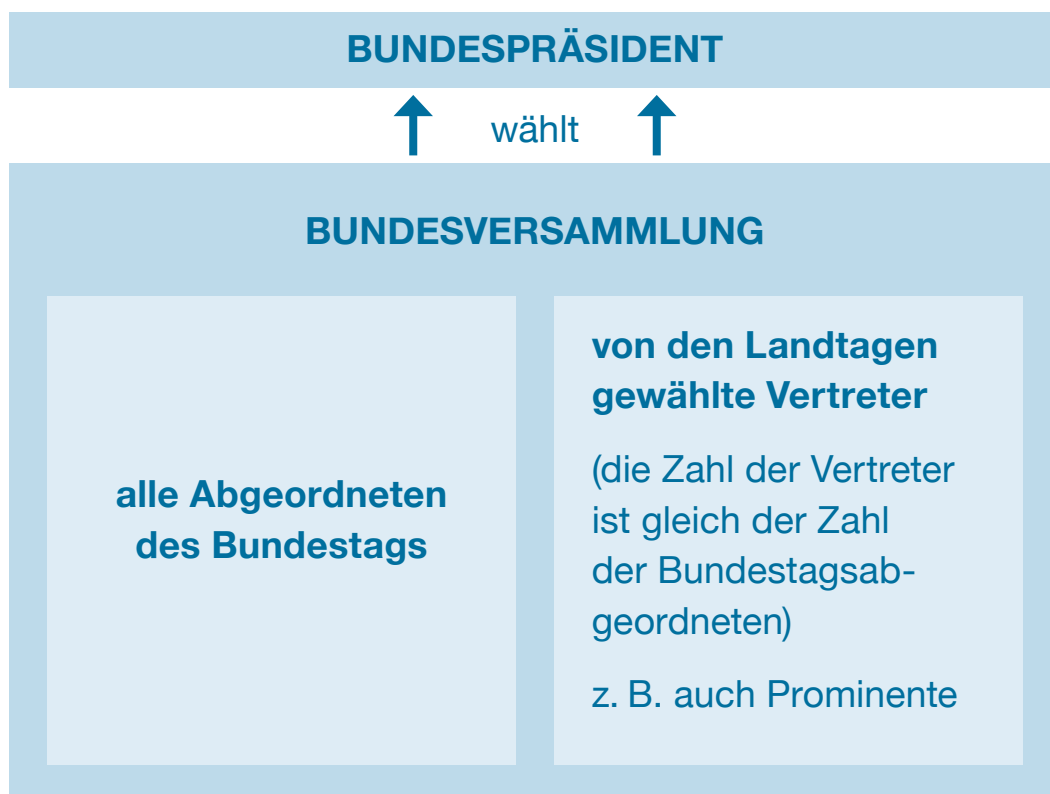 BUNDESPRÄSIDENT
wählt
BUNDESVERSAMMLUNG
alle Abgeordneten
des Bundestags
von den Landtagen
gewählte Vertreter
(die Zahl der Vertreter
ist gleich der Zahl
der Bundestagsab-
geordneten)
z. B. auch Prominente